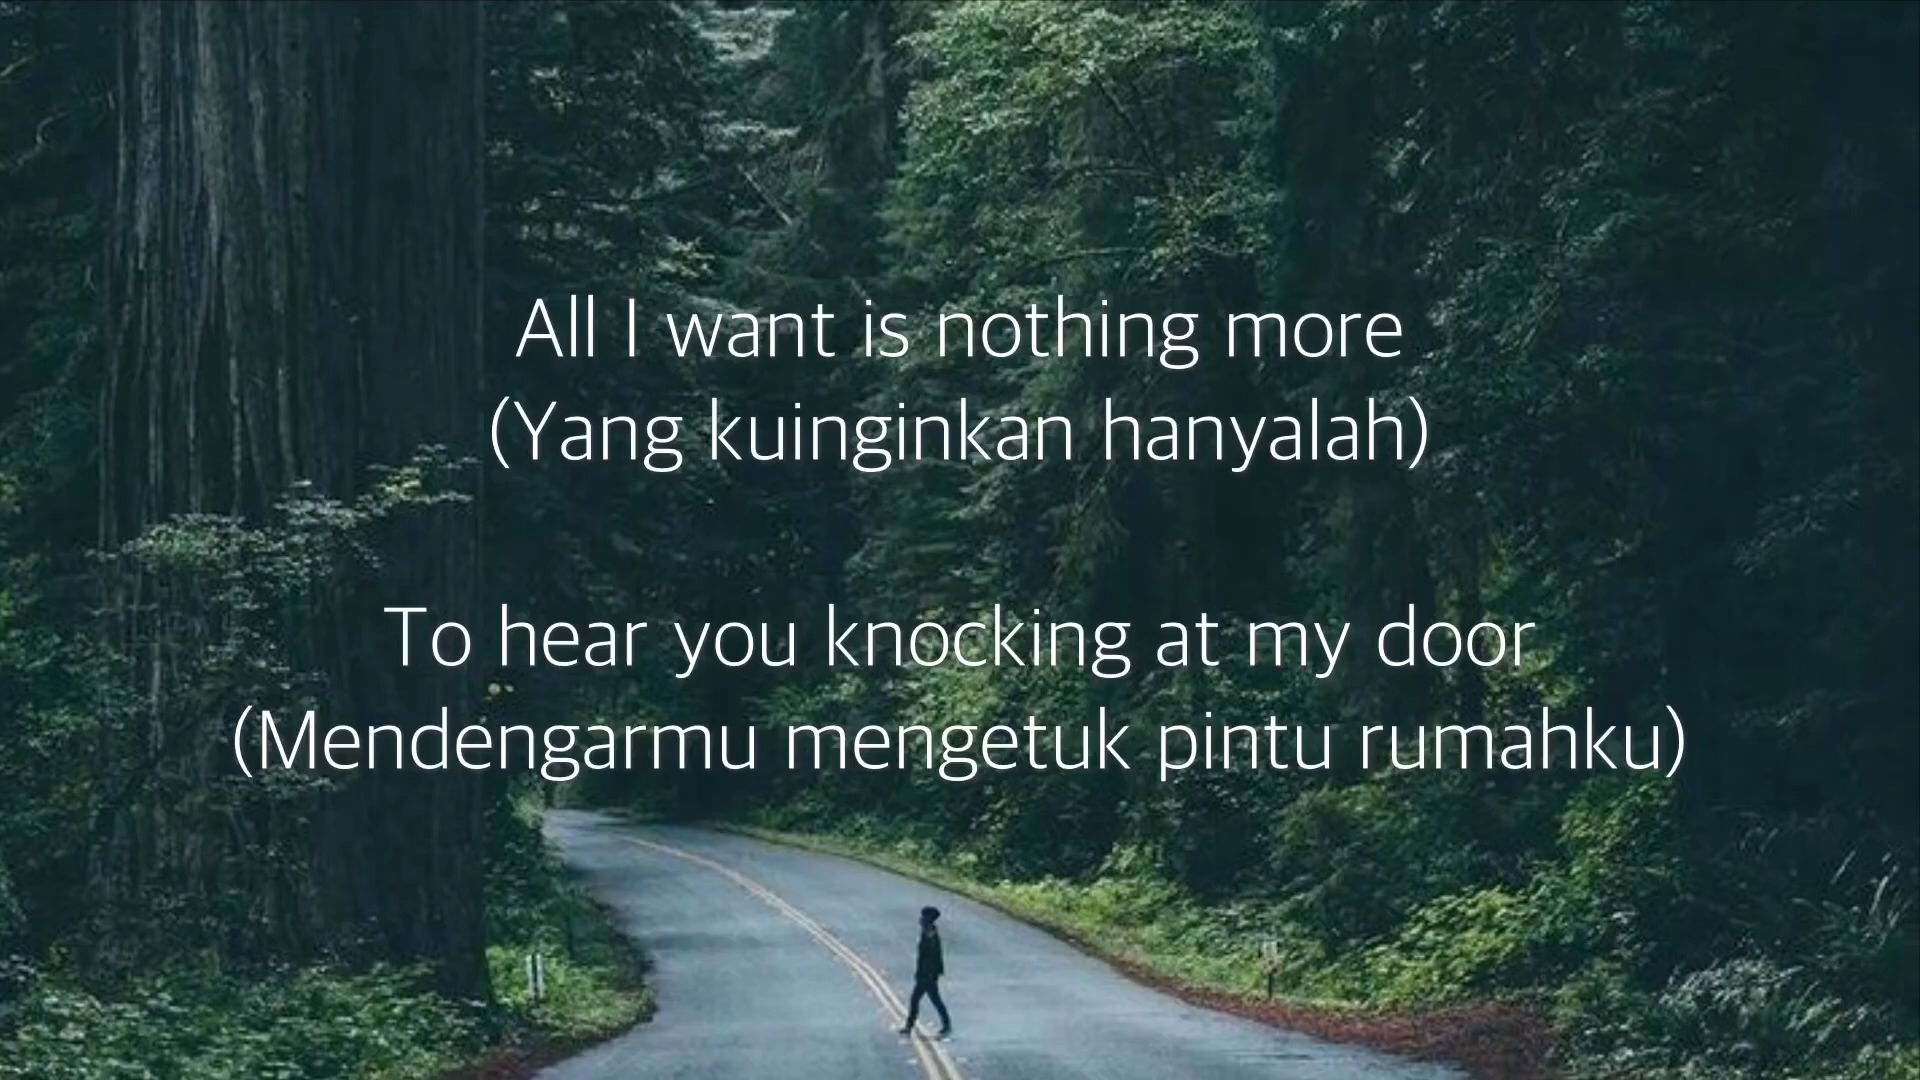 All I want is nothing more
(Yang kuinginkan hanyalah)
To hear you knocking at my door
(Mendengarmu mengetuk pintu rumahku)